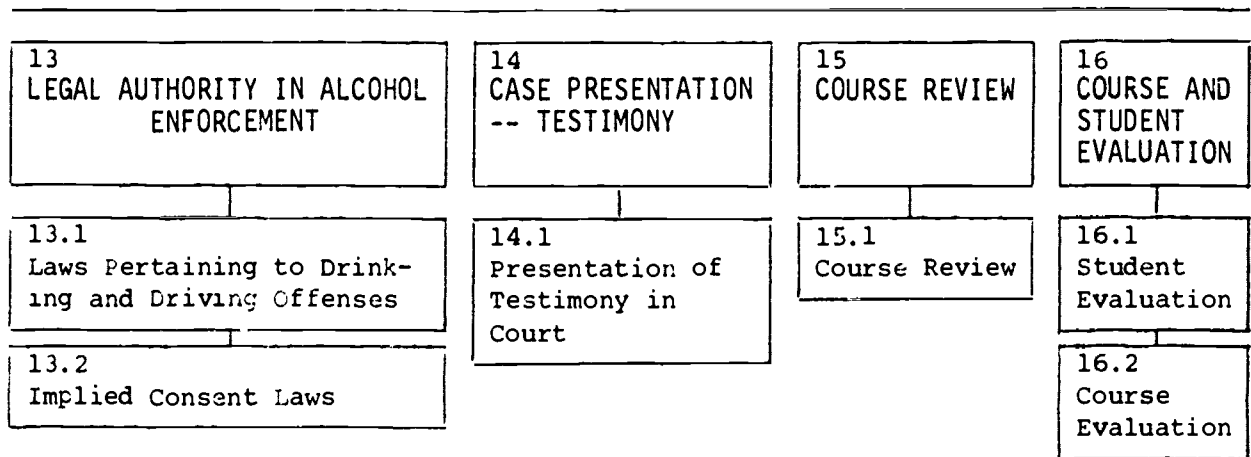 13
LEGAL AUTHORITY IN ALCOHOL
ENFORCEMENT
13.1
Laws Pertaining to Drink-
ing and Driving Offenses
13.2
Implied Consent Laws
14
CASE PRESENTATION
-- TESTIMONY
14.1
Presentation of
Testimony in
Court
15
COURSE REVIEW
15.1
Course Review
16
COURSE AND
STUDENT
EVALUATION
16.1
Student
Evaluation
16.2
Course
Evaluation